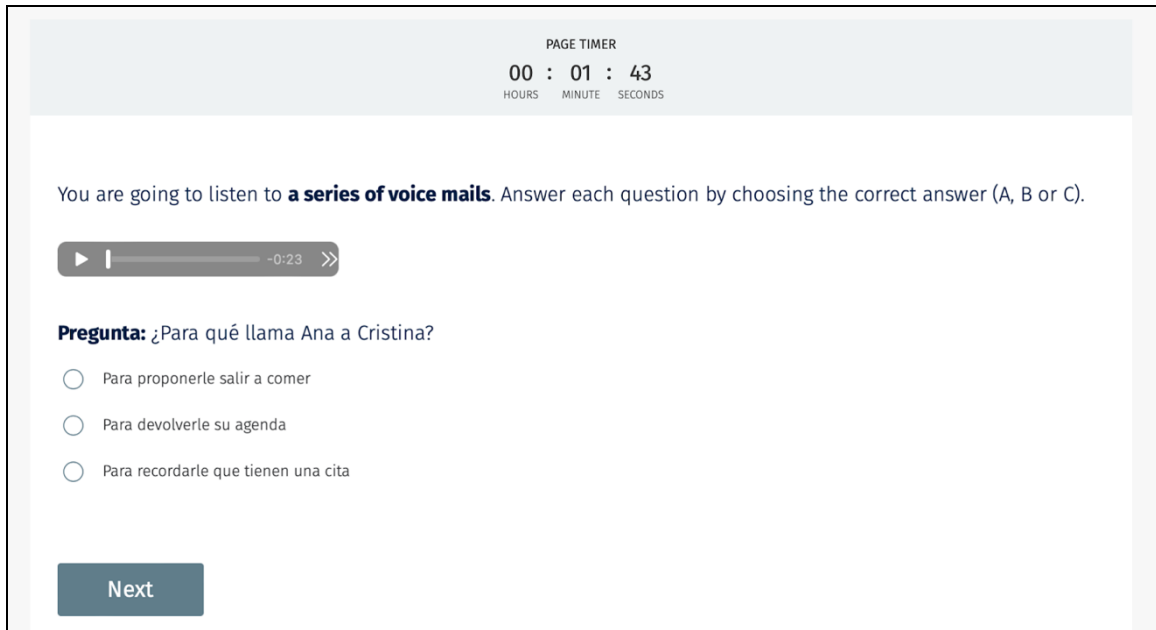 PAGE TIMER
00 : 01 : 43
HOURS MINUTE SECONDS
You are going to listen to a series of voice mails. Answer each question by choosing the correct answer (A, B or C).
-0:23
Pregunta: ¿Para qué llama Ana a Cristina?
Para proponerle salir a comer
Para devolverle su agenda
Para recordarle que tienen una cita
Next